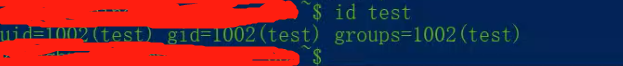 ~$ id test
uid=1002(test) gid=1002(test) groups=1002(test)
~$